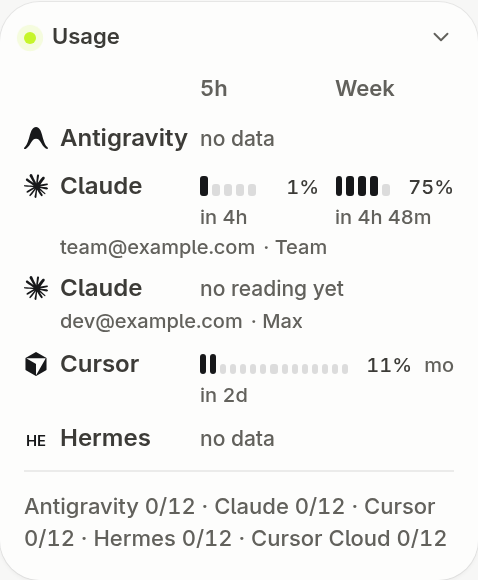 Usage
5h Week
Antigravity no data
Claude 1% 75%
in 4h in 4h 48m
team@example.com · Team
Claude no reading yet
dev@example.com · Max
Cursor 11% mo
in 2d
HE Hermes no data
Antigravity 0/12 · Claude 0/12 · Cursor
0/12 · Hermes 0/12 · Cursor Cloud 0/12